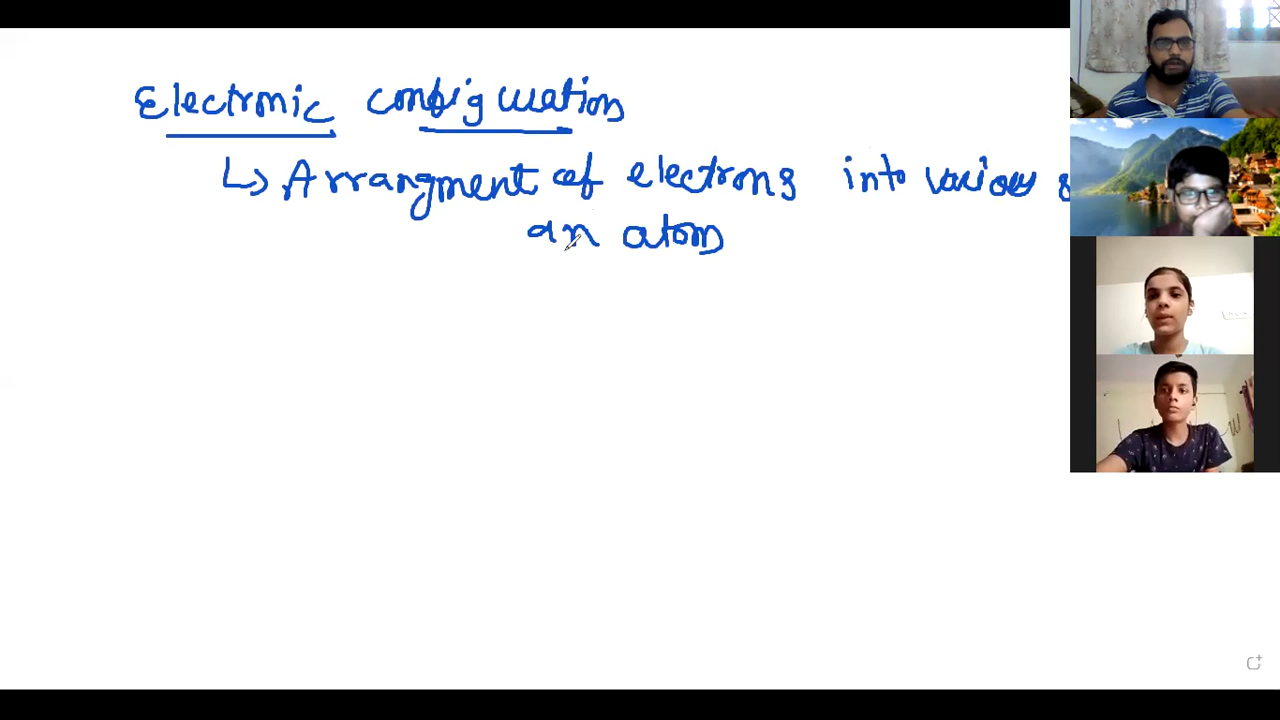 Electronic configuration
↳ Arrangment of electrons into various
an atom